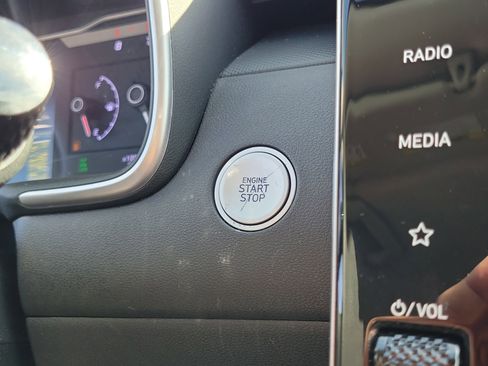 RADIO
MEDIA
ENGINE
START
STOP
/VOL